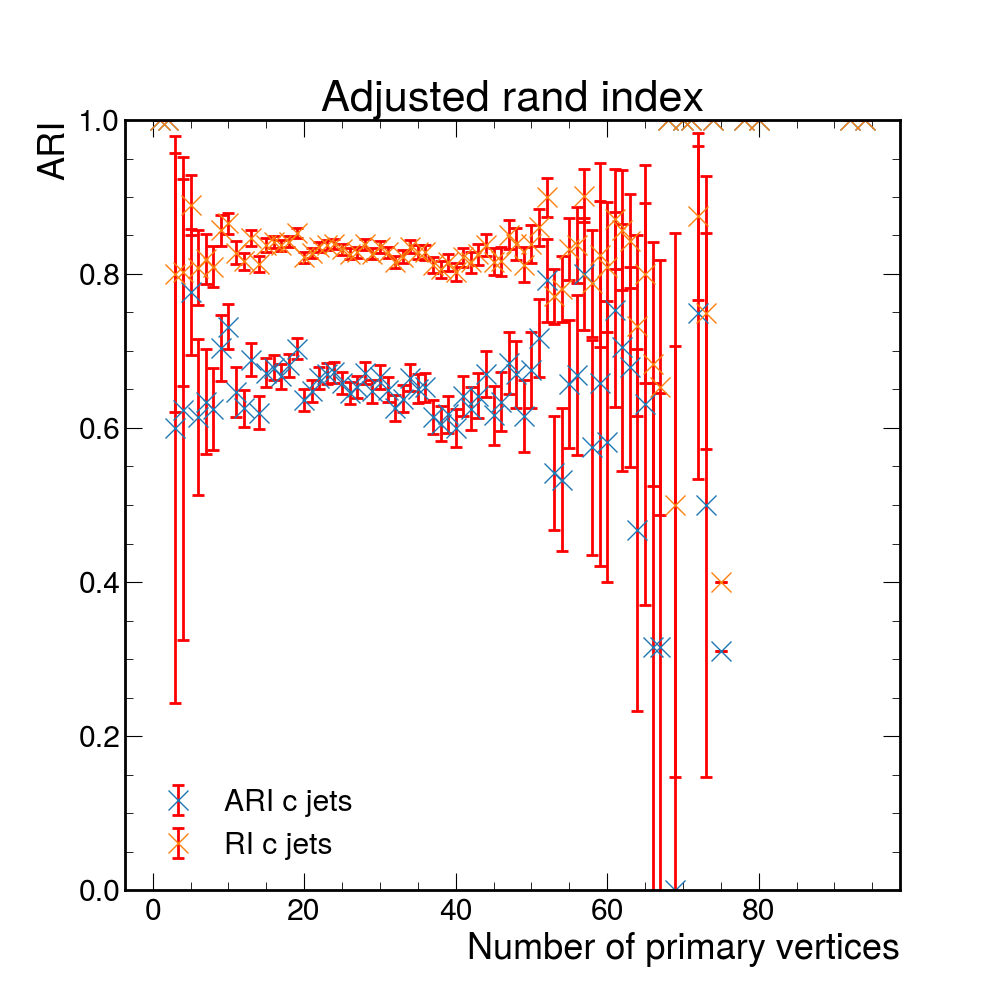 Adjusted rand index
ARI
1.0
0.8
0.6
0.4
0.2
0.0
ARI c jets
RI c jets
0 20 40 60 80
Number of primary vertices